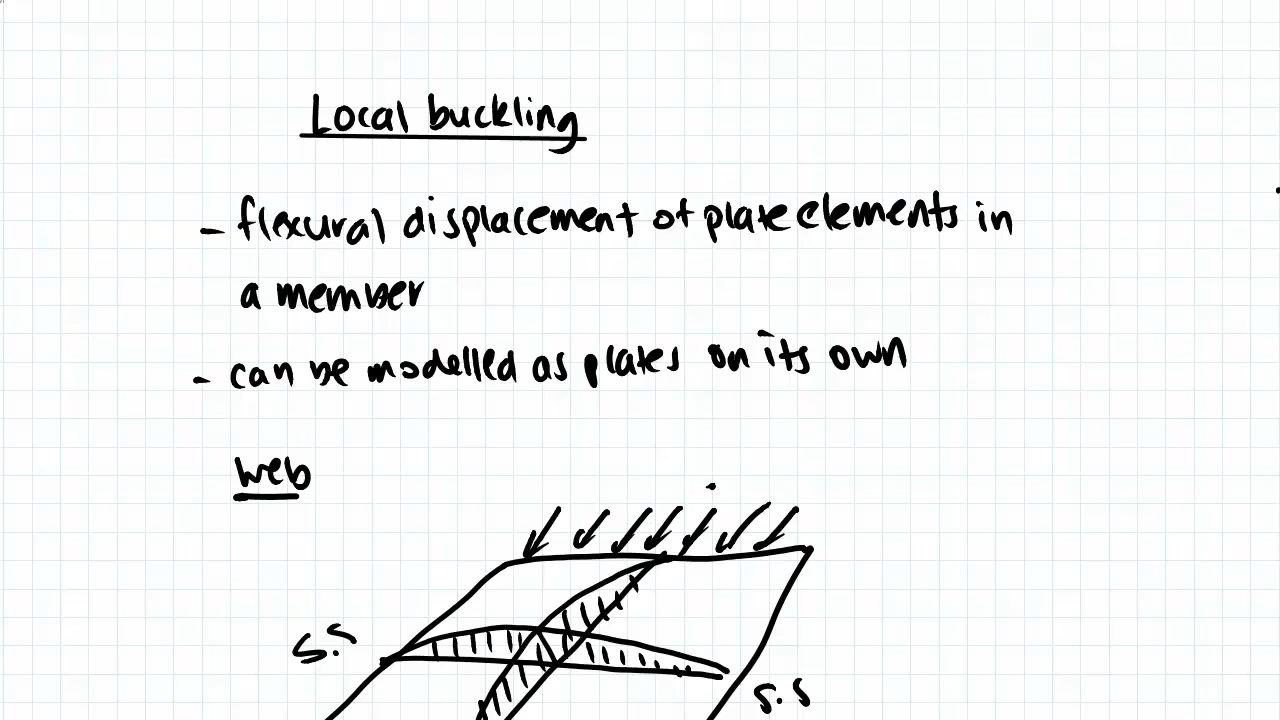 Local buckling
- flexural displacement of plate elements in
a member
- can be modelled as plates on its own
web
s.s
s.s